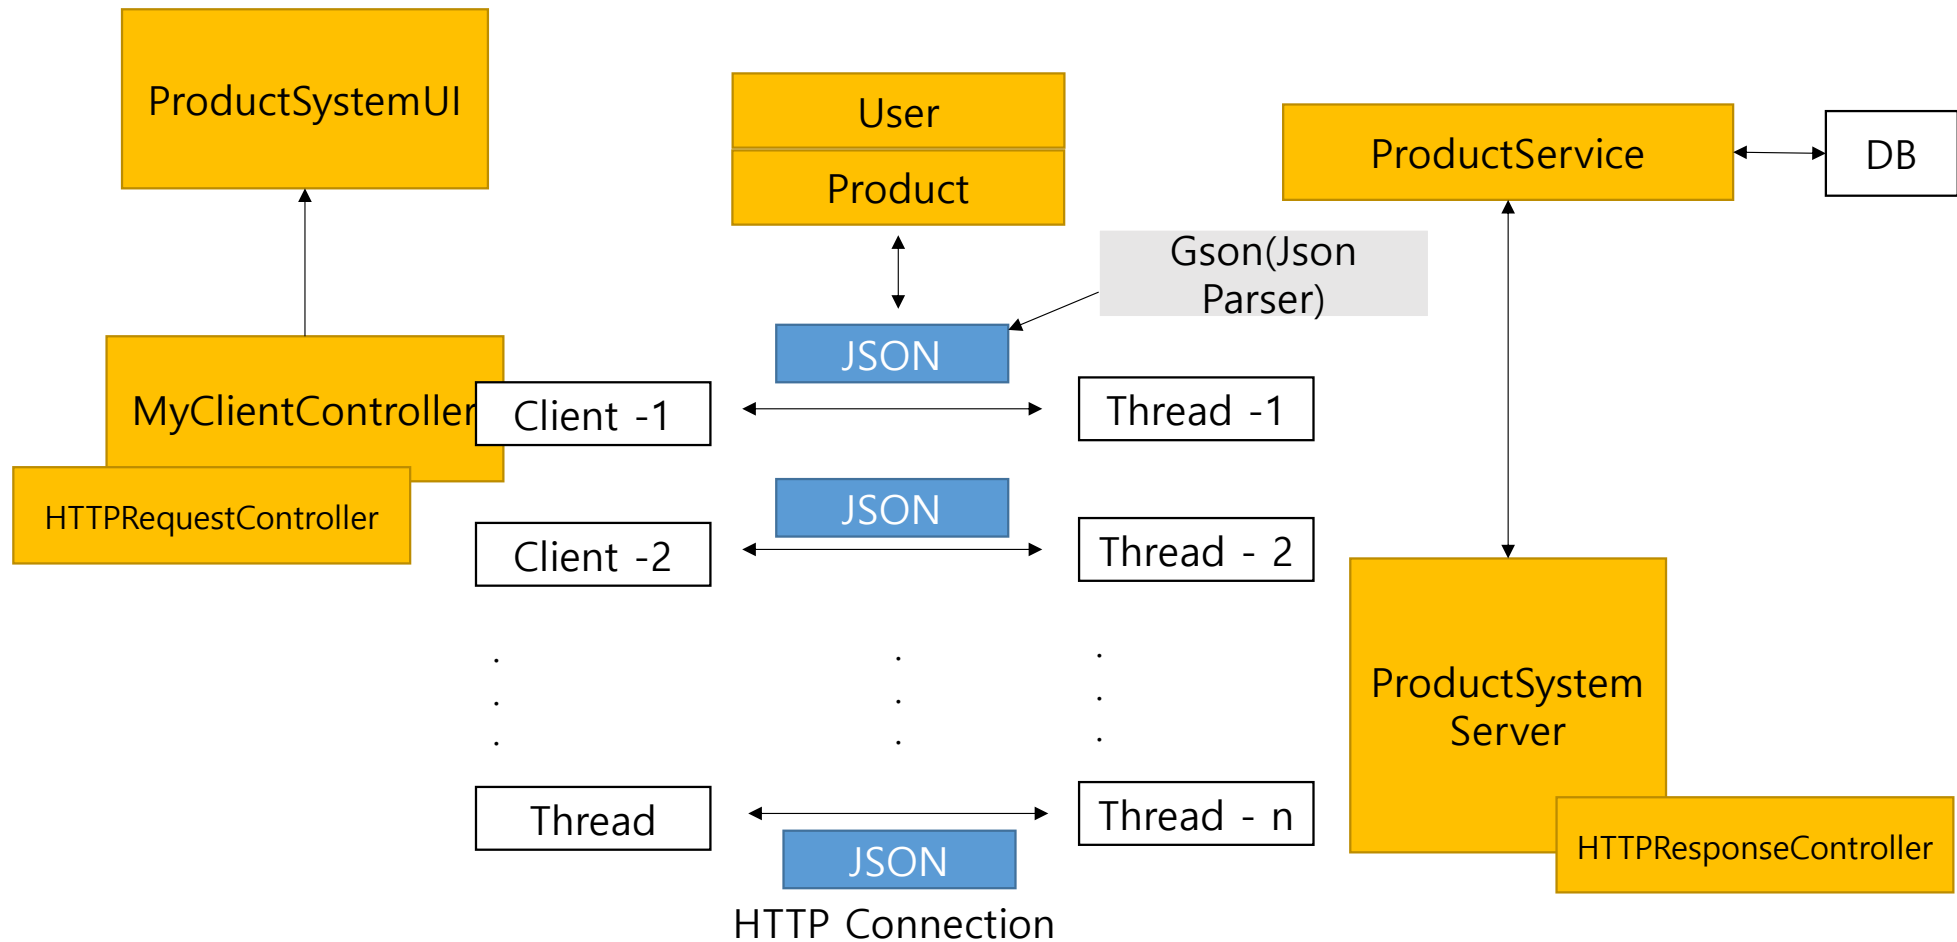 ProductSystemUI
User
Product
ProductService
DB
Gson(Json
Parser)
JSON
MyClientController
Client -1
Thread -1
HTTPRequestController
JSON
Client -2
Thread - 2
. . .
. . .
. . .
ProductSystem
Server
Thread
Thread - n
JSON
HTTPResponseController
HTTP Connection